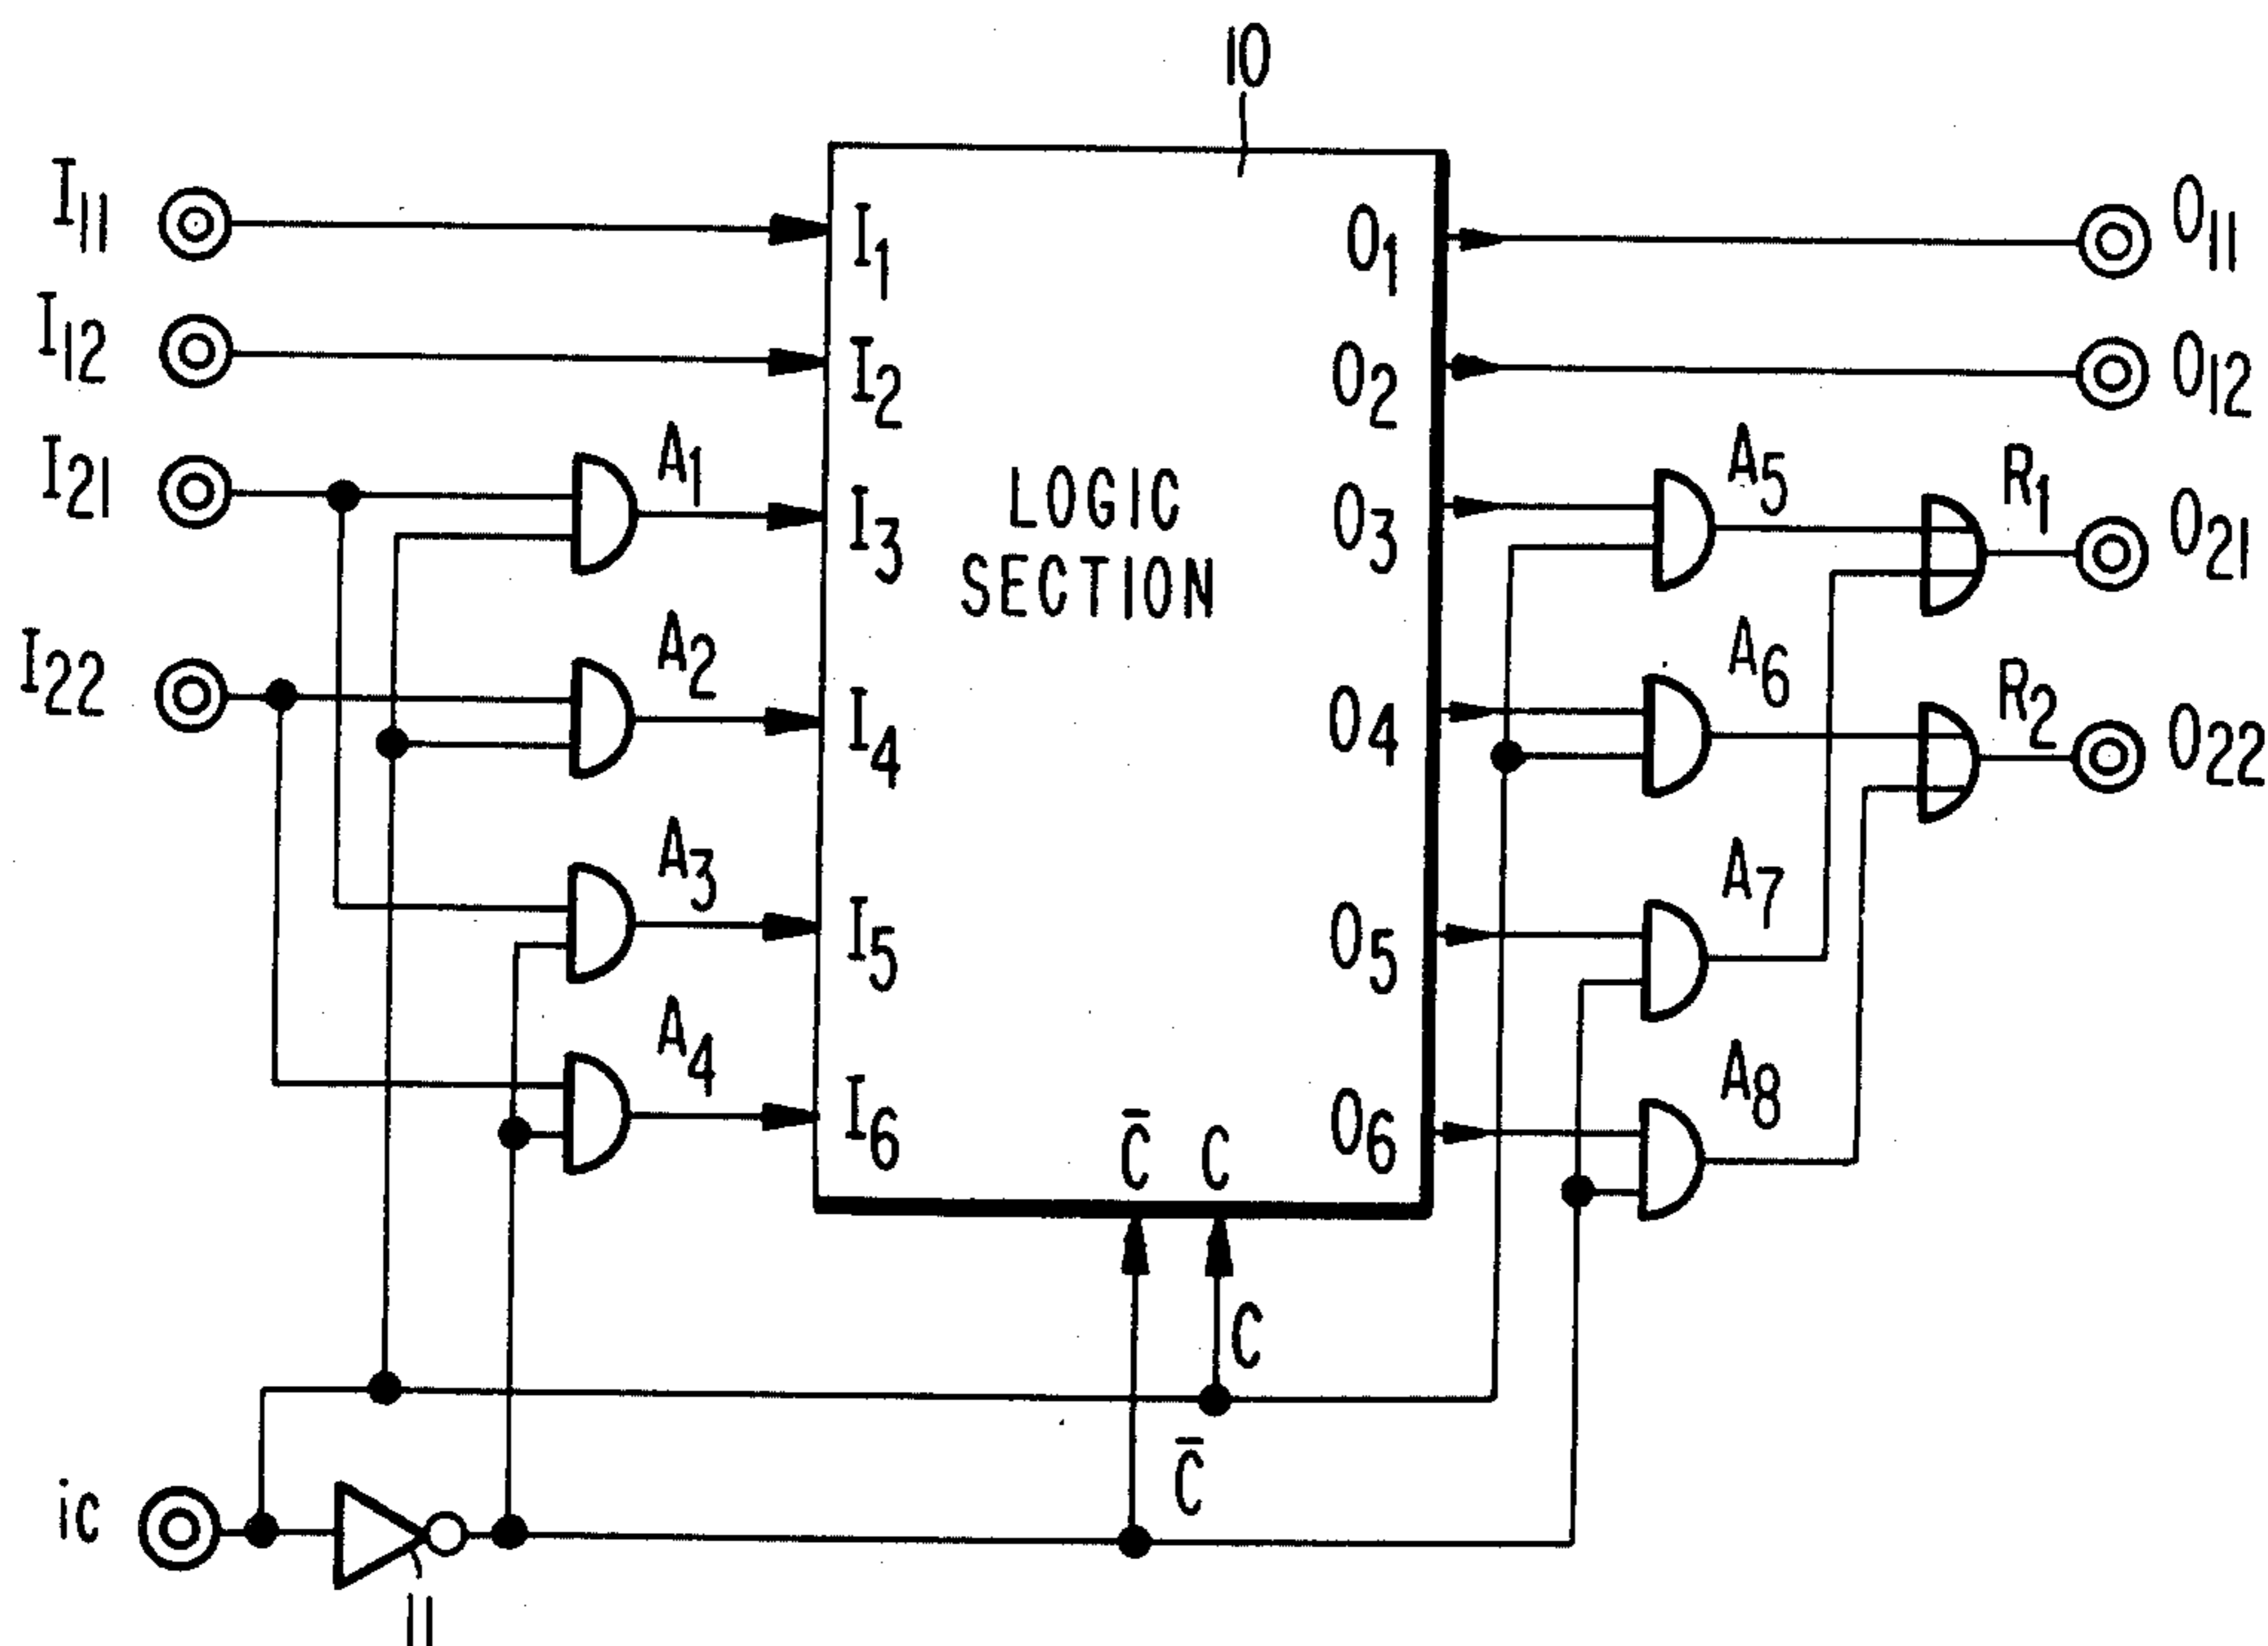 10
I11
I12
I21
I22
A1
A2
A3
A4
I1
I2
I3
I4
I5
I6
LOGIC
SECTION
O1
O2
O3
O4
O5
O6
C̄ C
A5
A6
A7
A8
R1
R2
O11
O12
O21
O22
C
C̄
ic
11